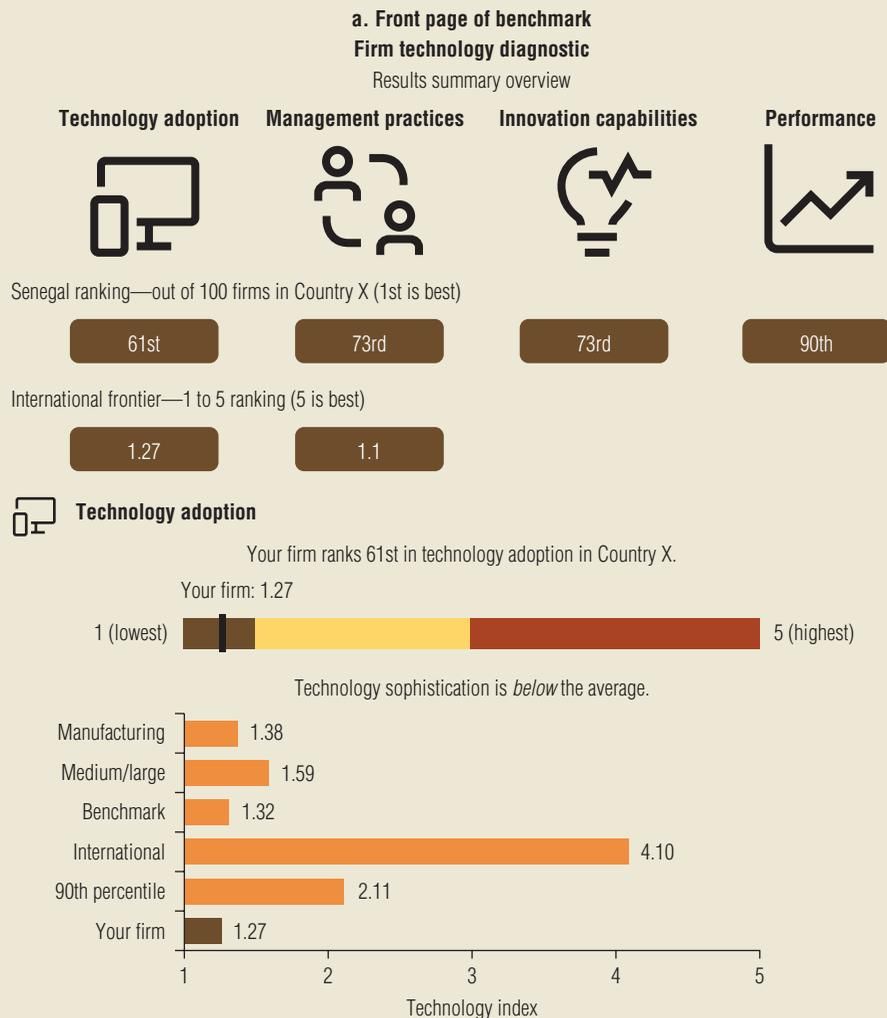 a. Front page of benchmark
Firm technology diagnostic
Results summary overview
Technology adoption Management practices Innovation capabilities Performance
Senegal ranking—out of 100 firms in Country X (1st is best)
61st 73rd 73rd 90th
International frontier—1 to 5 ranking (5 is best)
1.27 1.1
Technology adoption
Your firm ranks 61st in technology adoption in Country X.
Your firm: 1.27
1 (lowest) 5 (highest)
Technology sophistication is below the average.
Manufacturing 1.38
Medium/large 1.59
Benchmark 1.32
International 4.10
90th percentile 2.11
Your firm 1.27
1 2 3 4 5
Technology index